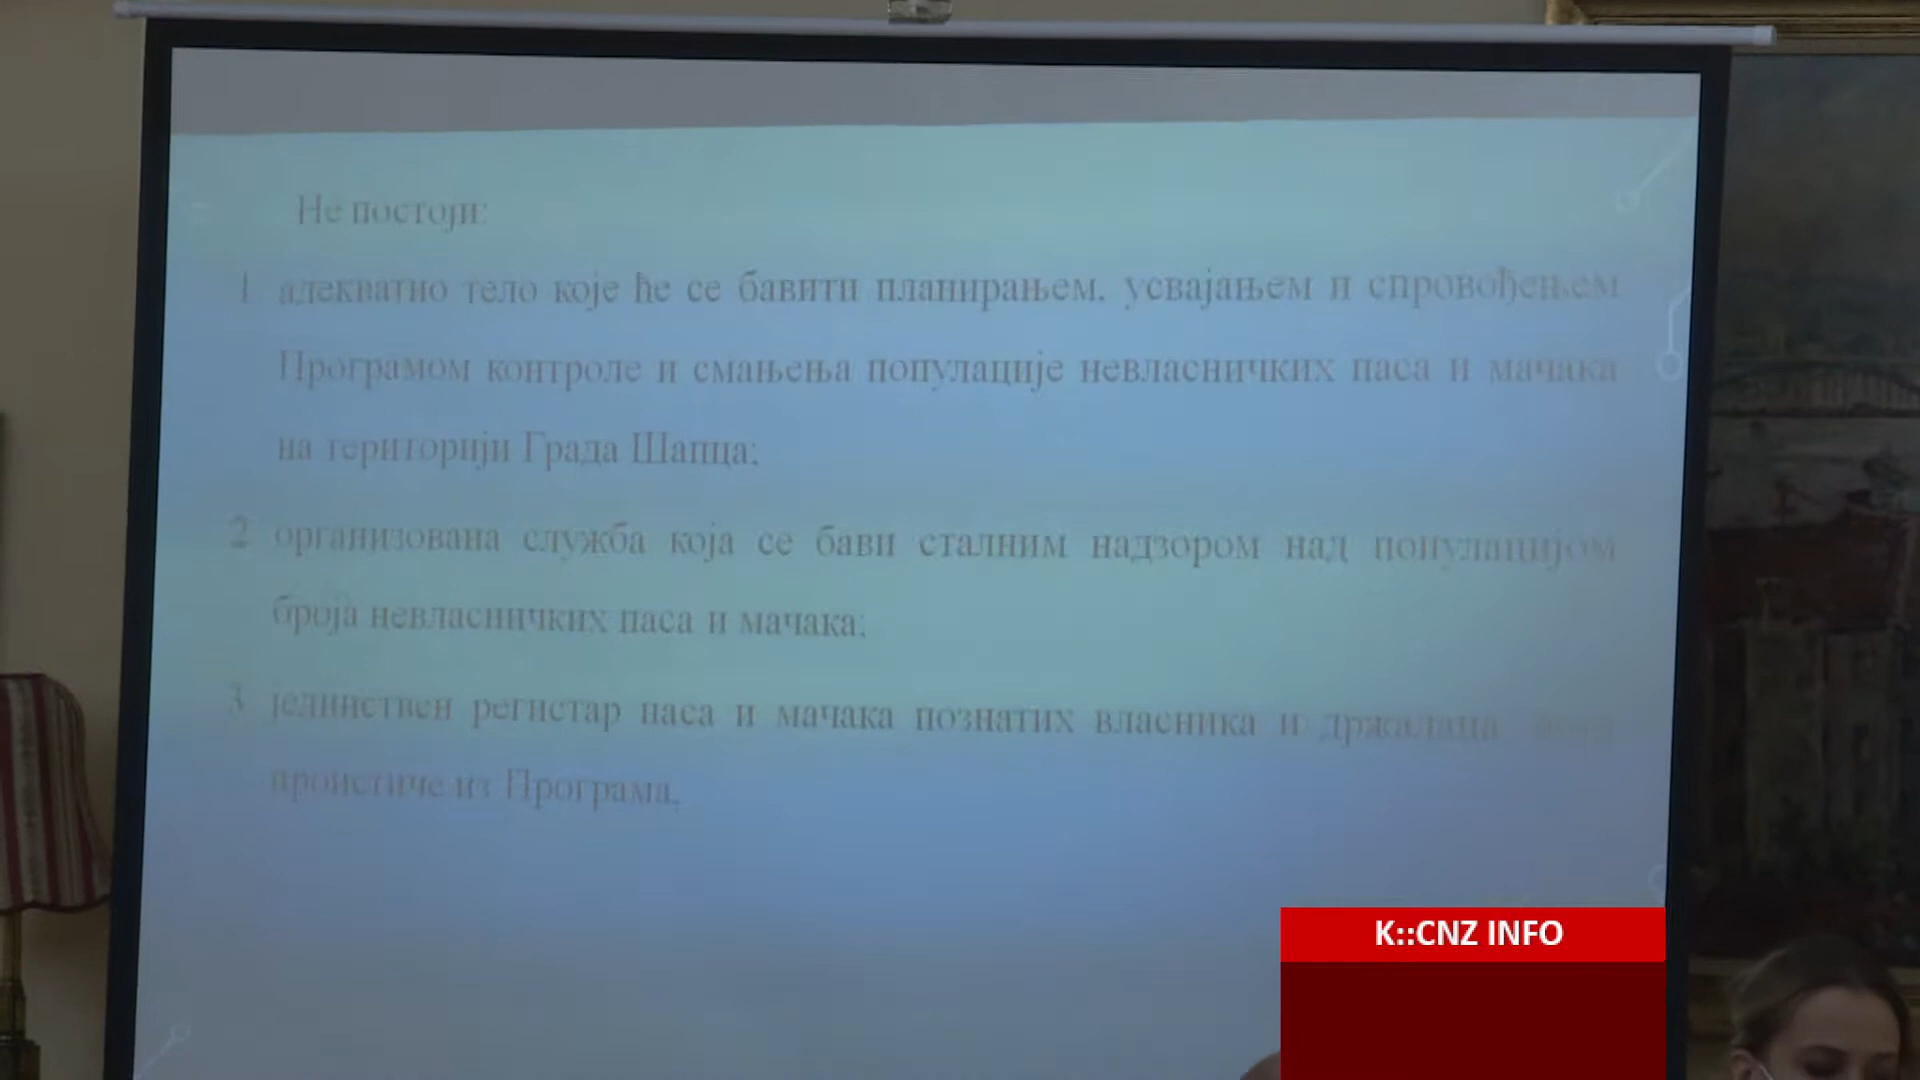 Не постоји:
1 адекватно тело које ће се бавити планирањем, усвајањем и спровођењем
Програмом контроле и смањења популације невласничких паса и мачака
на територији Града Шапца;
2 организована служба која се бави сталним надзором над популацијом
броја невласничких паса и мачака;
3 јединствен регистар паса и мачака познатих власника и држалаца
проистиче из Програма.
K::CNZ INFO